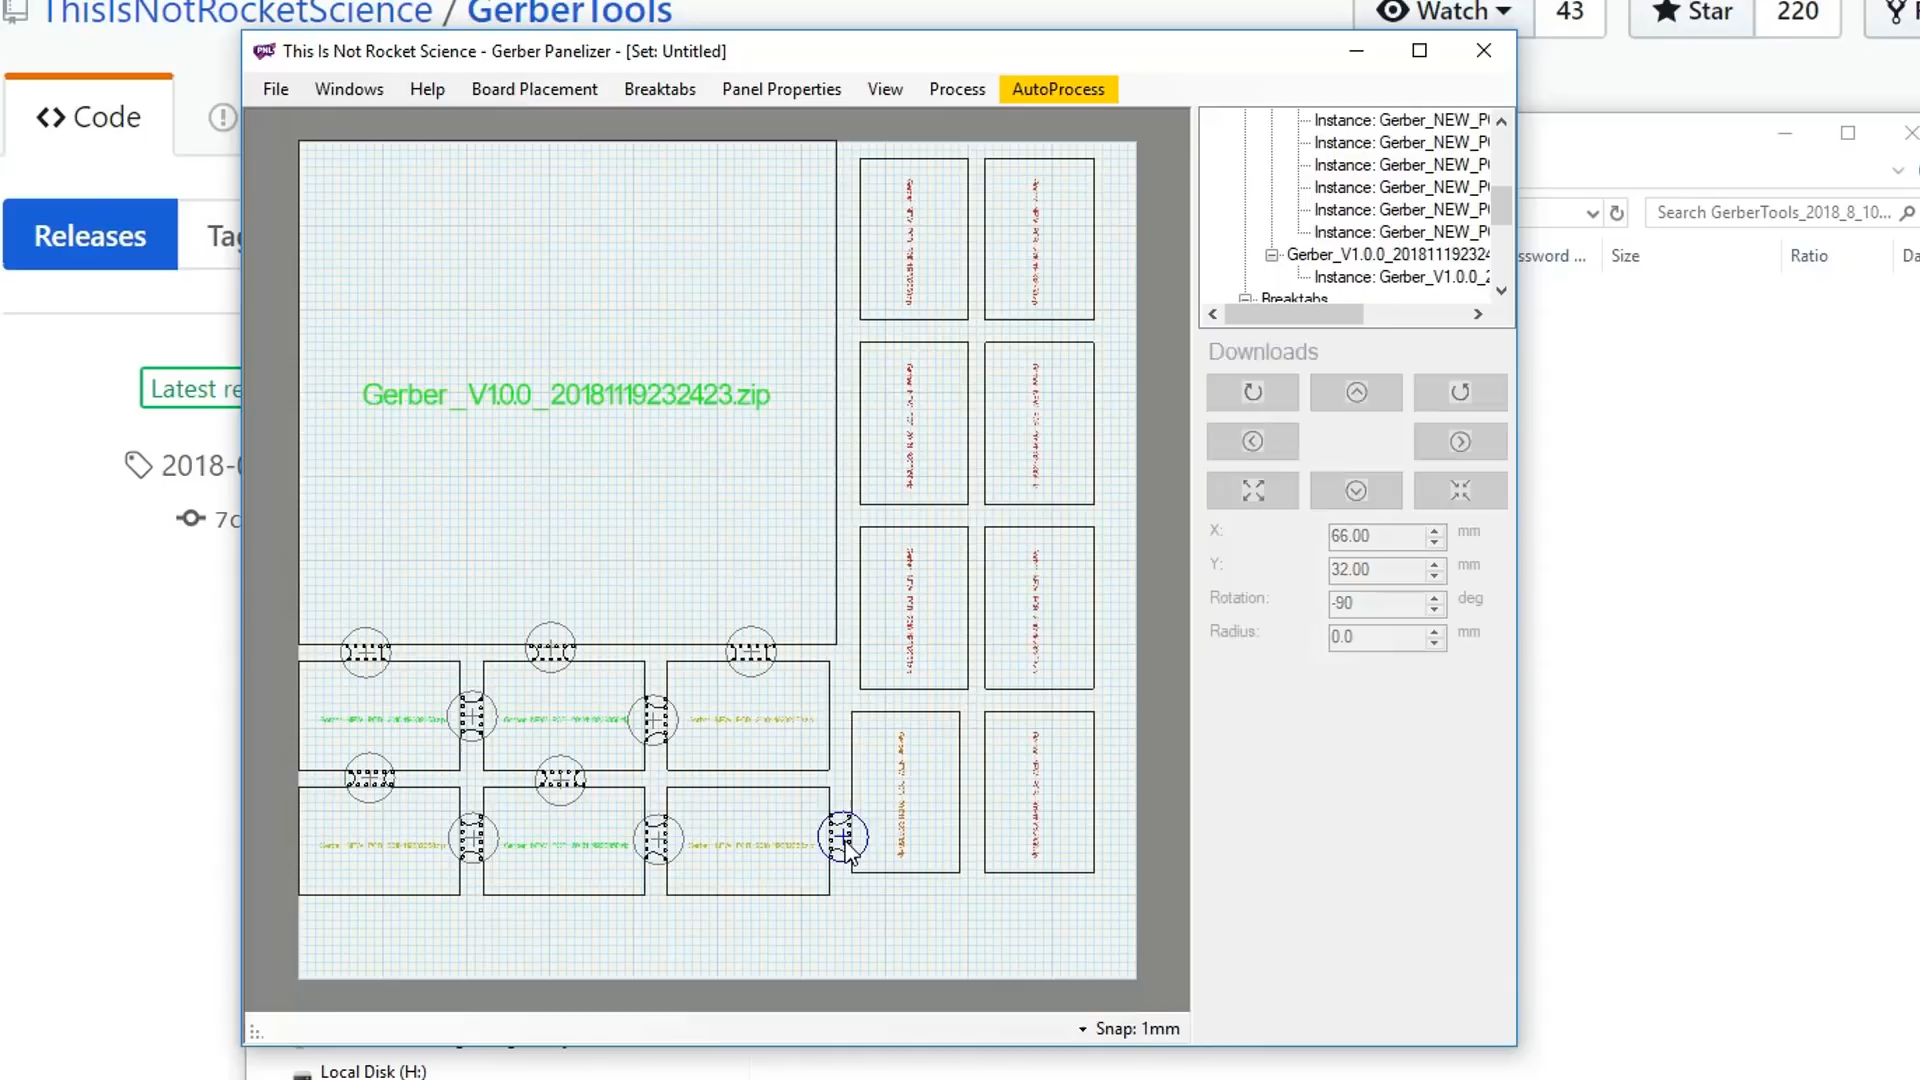 ThisIsNotRocketScience / GerberTools
Watch
43
Star
220
This Is Not Rocket Science - Gerber Panelizer - [Set: Untitled]
File
Windows
Help
Board Placement
Breaktabs
Panel Properties
View
Process
AutoProcess
Code
Releases
Latest re
2018-
7c
Gerber_V1.0.0_20181119232423.zip
Instance: Gerber_NEW_P
Instance: Gerber_NEW_P
Instance: Gerber_NEW_P
Instance: Gerber_NEW_P
Instance: Gerber_NEW_P
Instance: Gerber_NEW_P
Gerber_V1.0.0_201811192324
Instance: Gerber_V1.0.0_2
Breaktabs
Downloads
X:
66.00
mm
Y:
32.00
mm
Rotation:
-90
deg
Radius:
0.0
mm
Snap: 1mm
Search GerberTools_2018_8_10...
ssword ...
Size
Ratio
Da
Local Disk (H:)